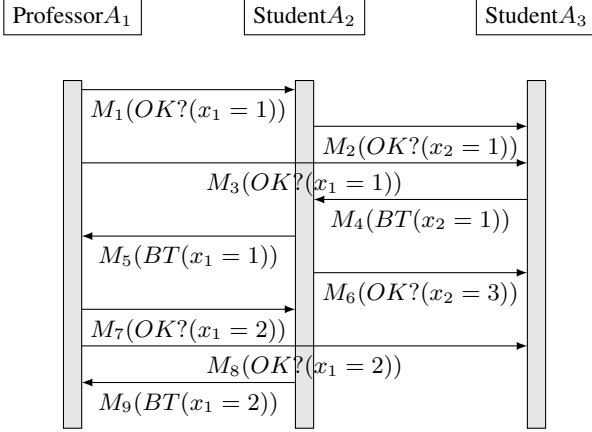 ProfessorA₁ StudentA₂ StudentA₃
M₁(OK?(x₁ = 1))
M₂(OK?(x₂ = 1))
M₃(OK?(x₁ = 1))
M₄(BT(x₂ = 1))
M₅(BT(x₁ = 1))
M₆(OK?(x₂ = 3))
M₇(OK?(x₁ = 2))
M₈(OK?(x₁ = 2))
M₉(BT(x₁ = 2))